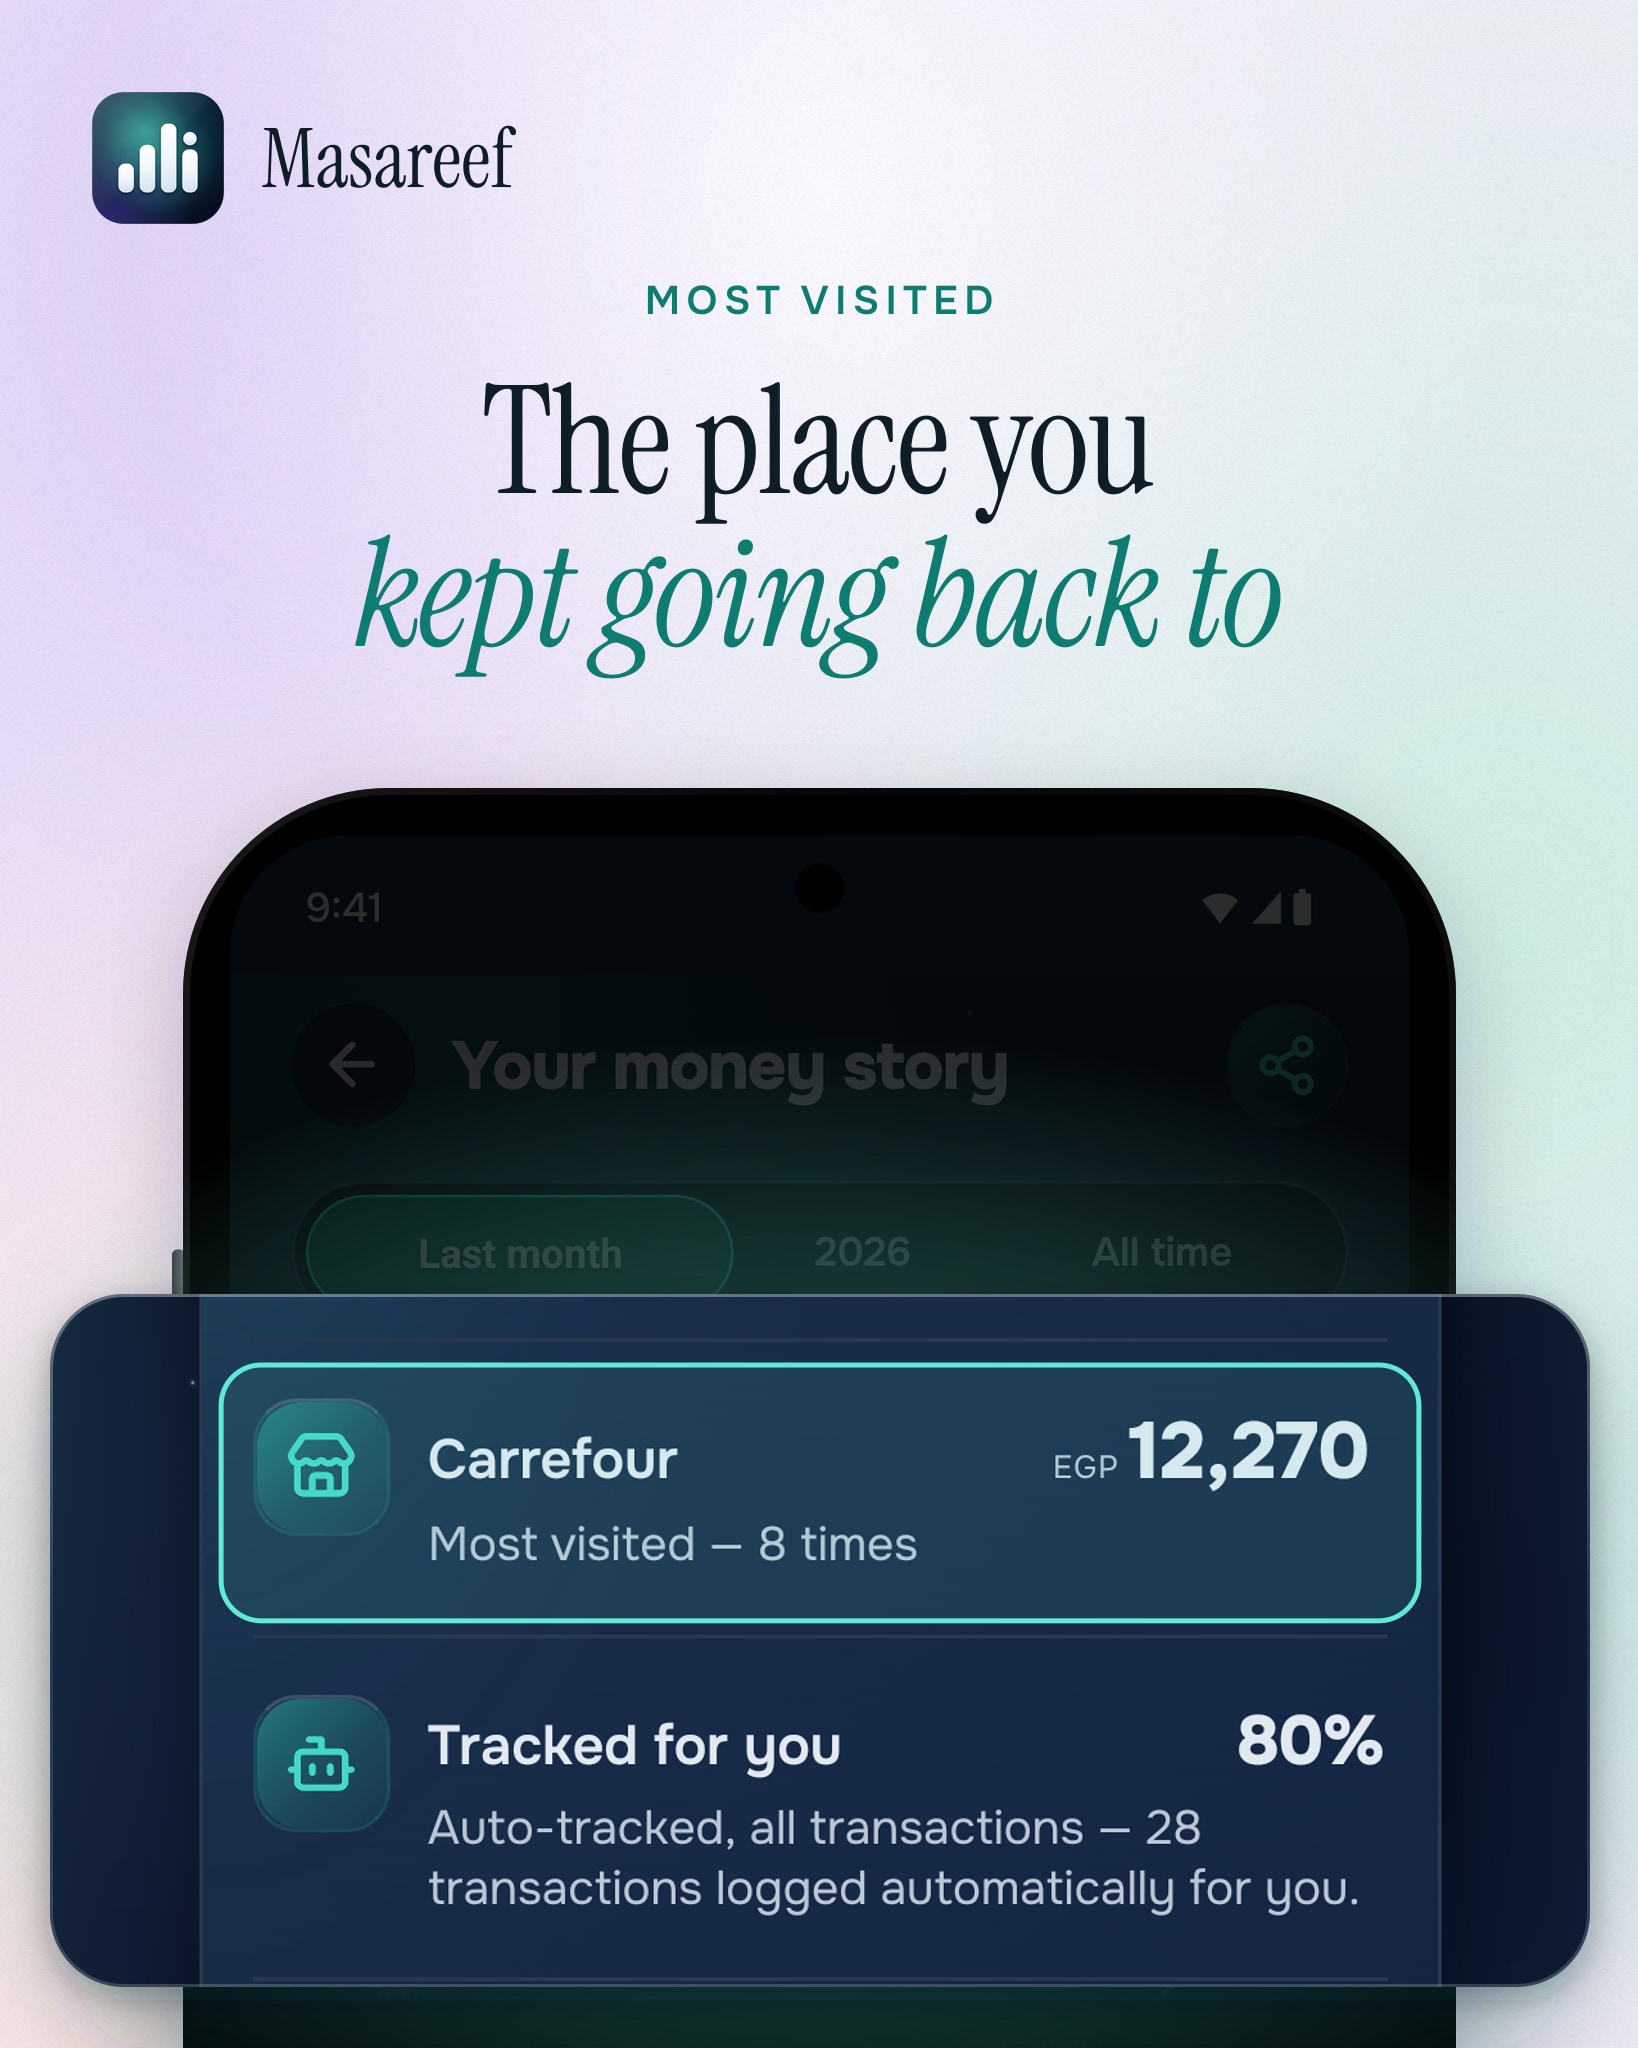 Masareef
MOST VISITED
The place you
kept going back to
9:41
Your money story
Last month 2026 All time
Carrefour EGP 12,270
Most visited — 8 times
Tracked for you 80%
Auto-tracked, all transactions — 28
transactions logged automatically for you.